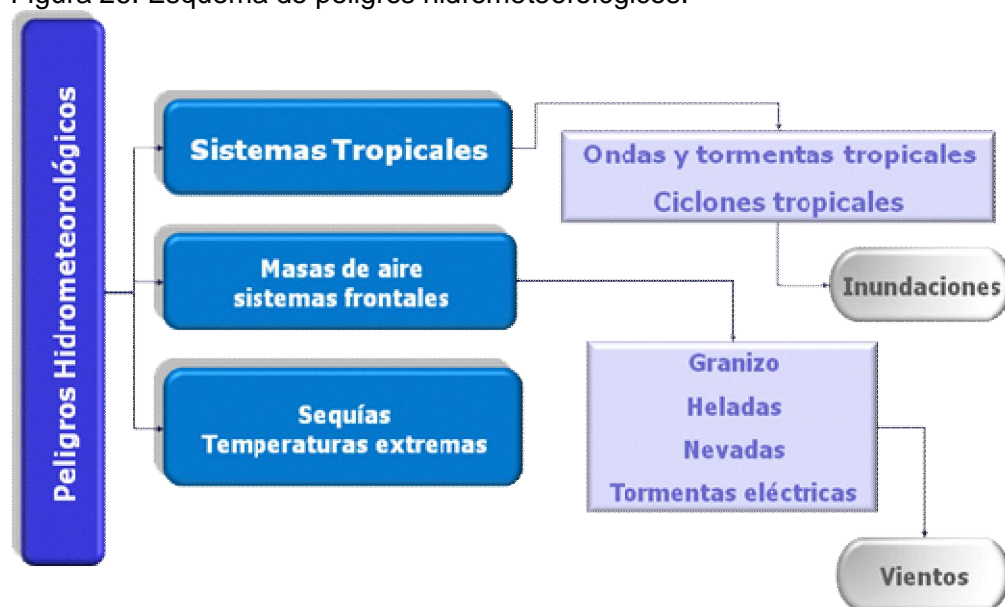 Peligros Hidrometeorológicos
Sistemas Tropicales
Ondas y tormentas tropicales
Ciclones tropicales
Inundaciones
Masas de aire
sistemas frontales
Granizo
Heladas
Nevadas
Tormentas eléctricas
Vientos
Sequías
Temperaturas extremas